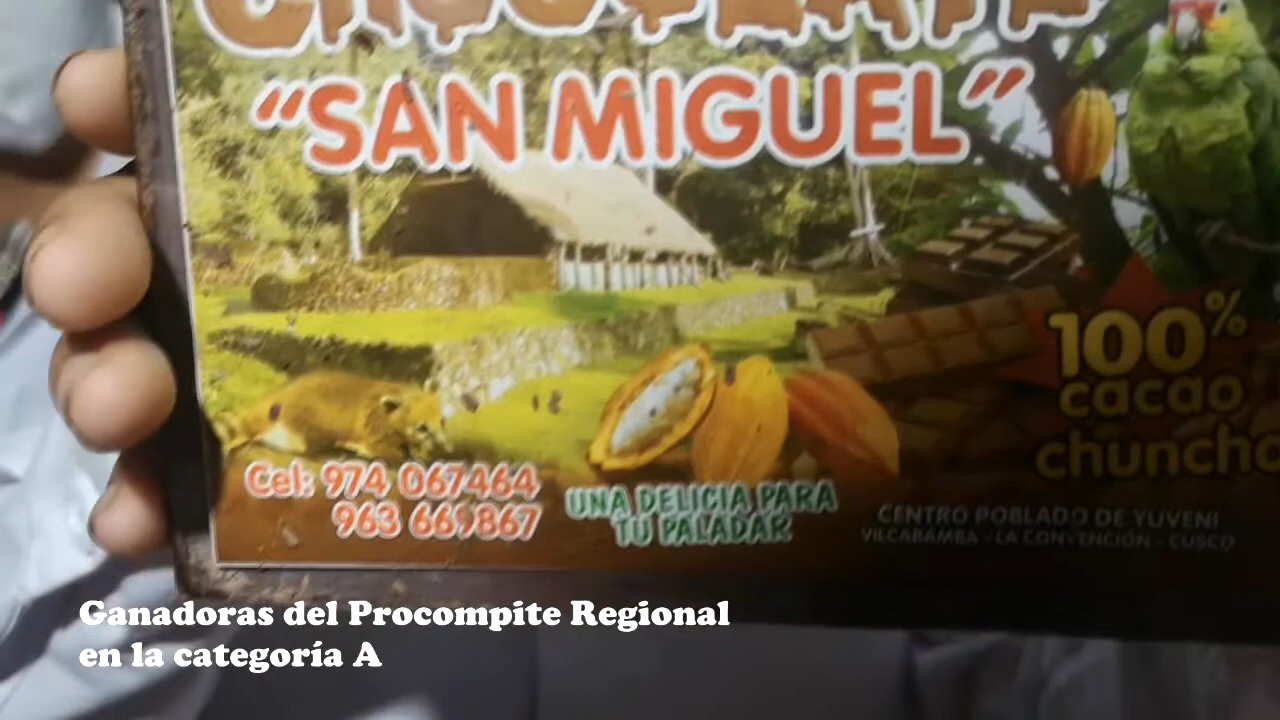 CHOCOLATE
"SAN MIGUEL"
100%
cacao
chuncho
Cel: 974 067464
963 669867
UNA DELICIA PARA
TU PALADAR
CENTRO POBLADO DE YUVENI
VILCABAMBA - LA CONVENCIÓN - CUSCO
Ganadoras del Procompite Regional
en la categoría A